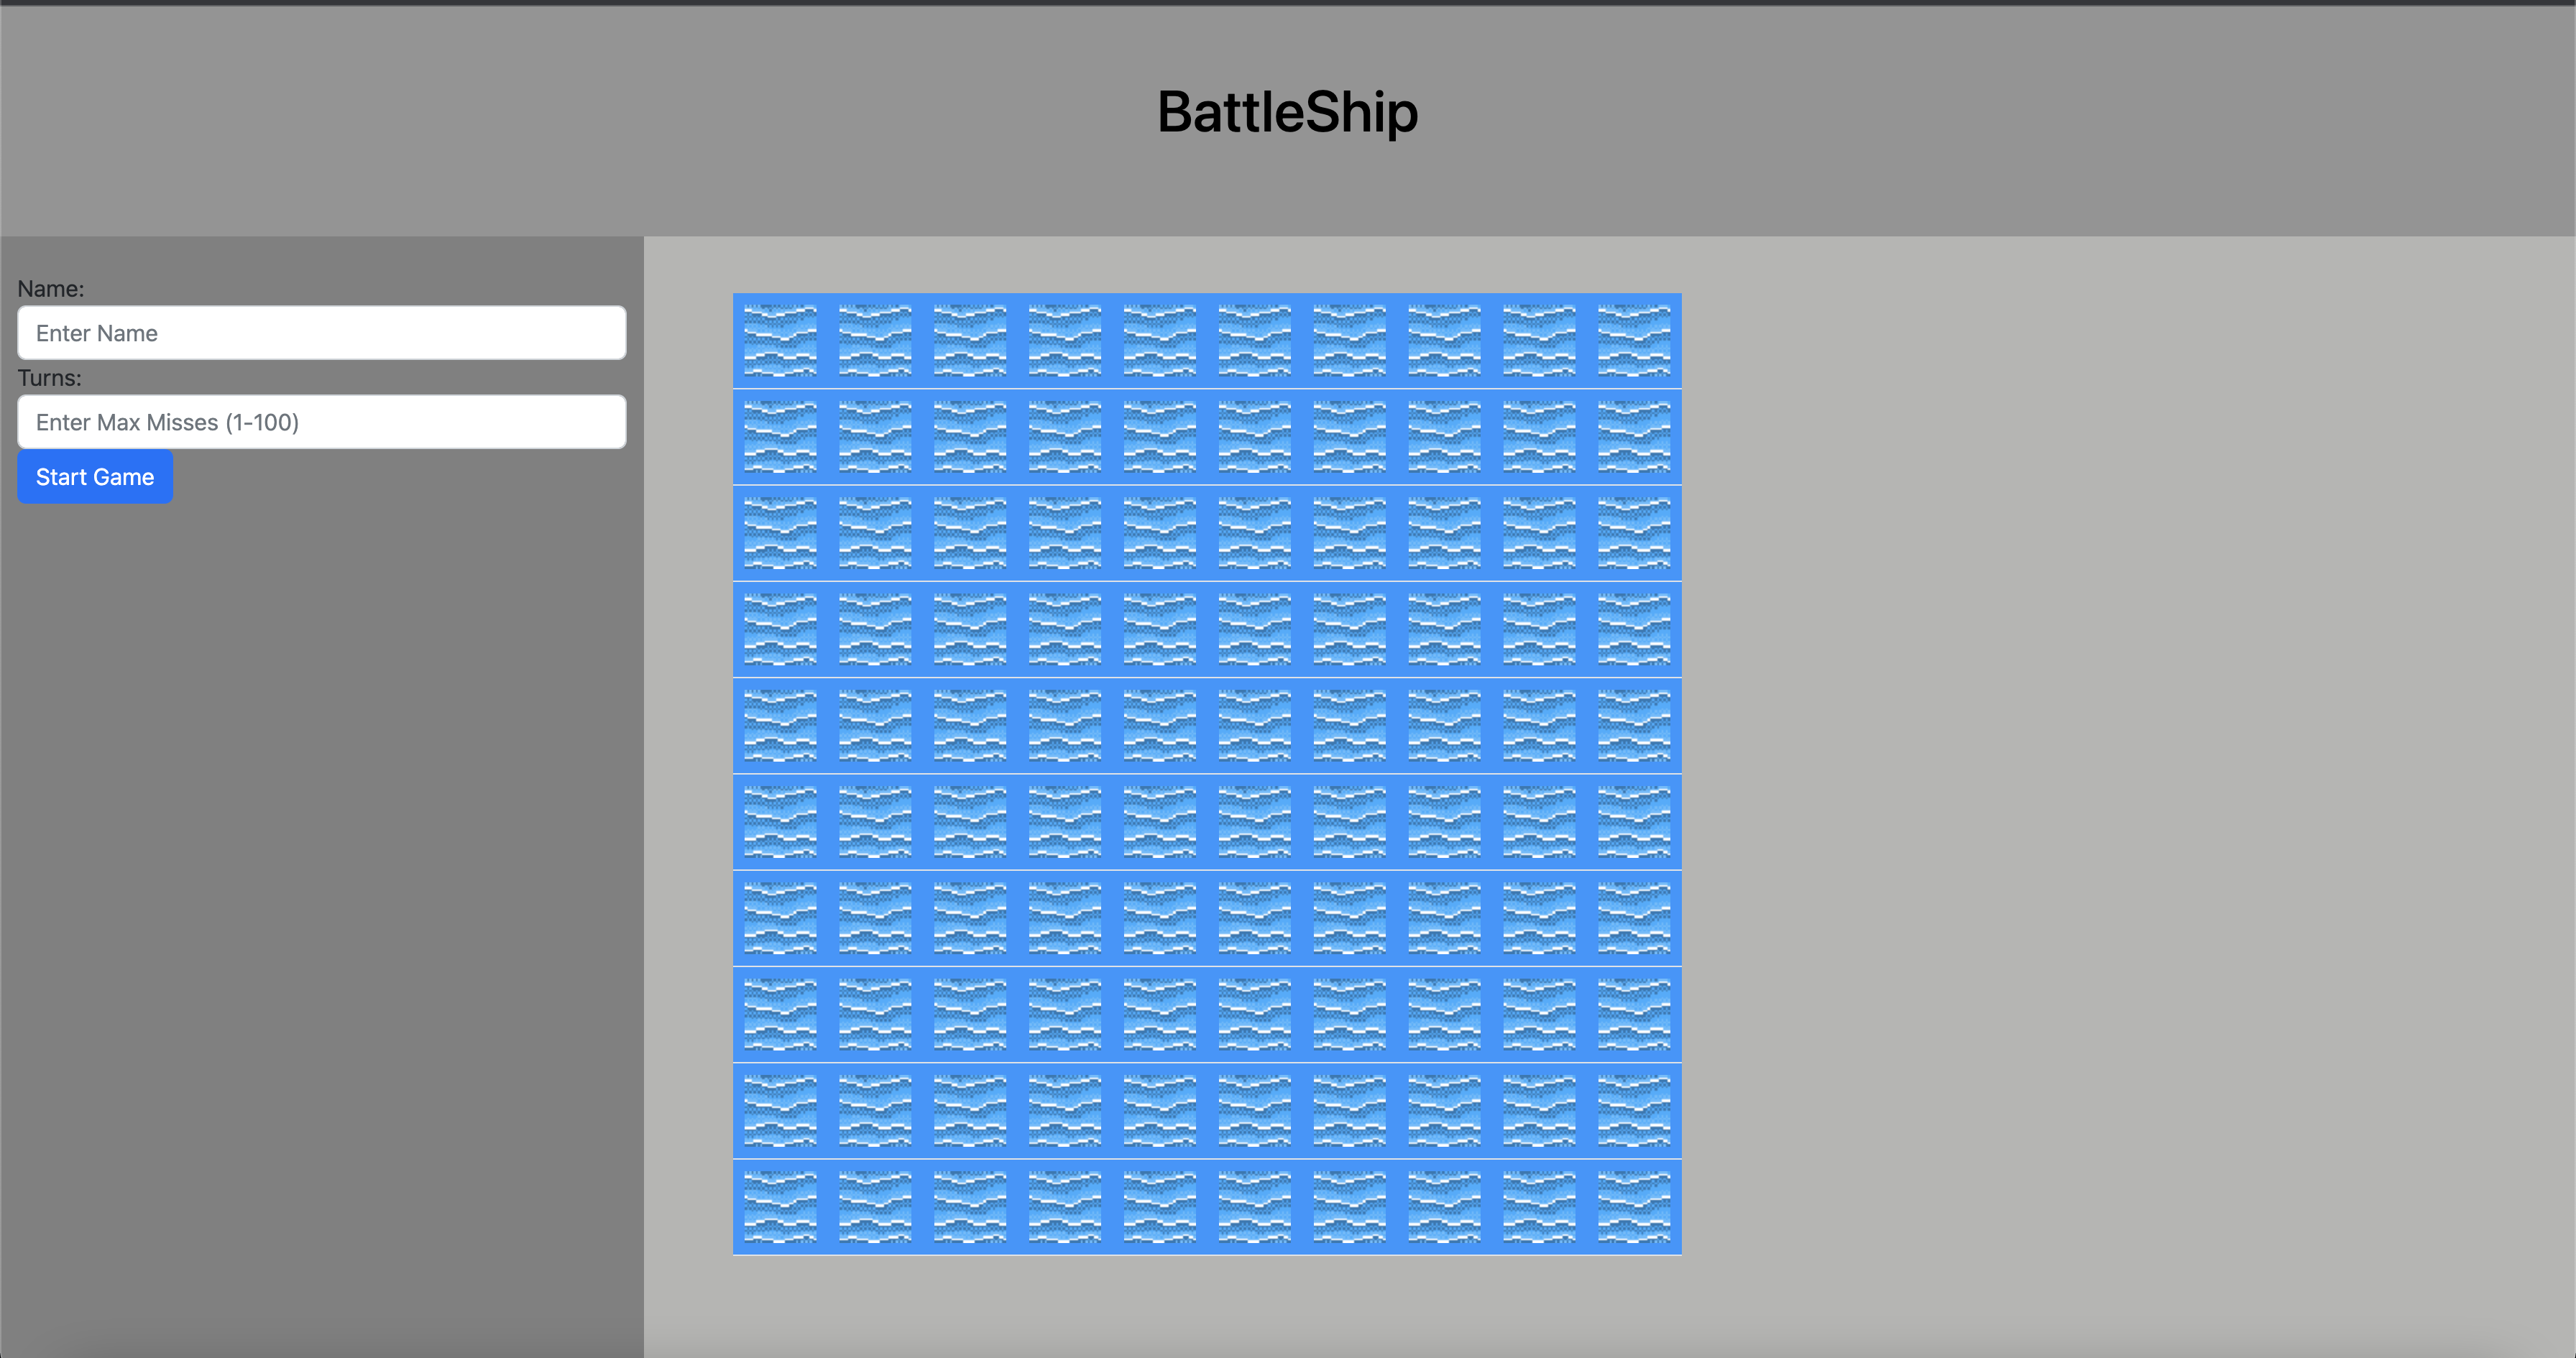 BattleShip
Name:
Enter Name
Turns:
Enter Max Misses (1-100)
Start Game